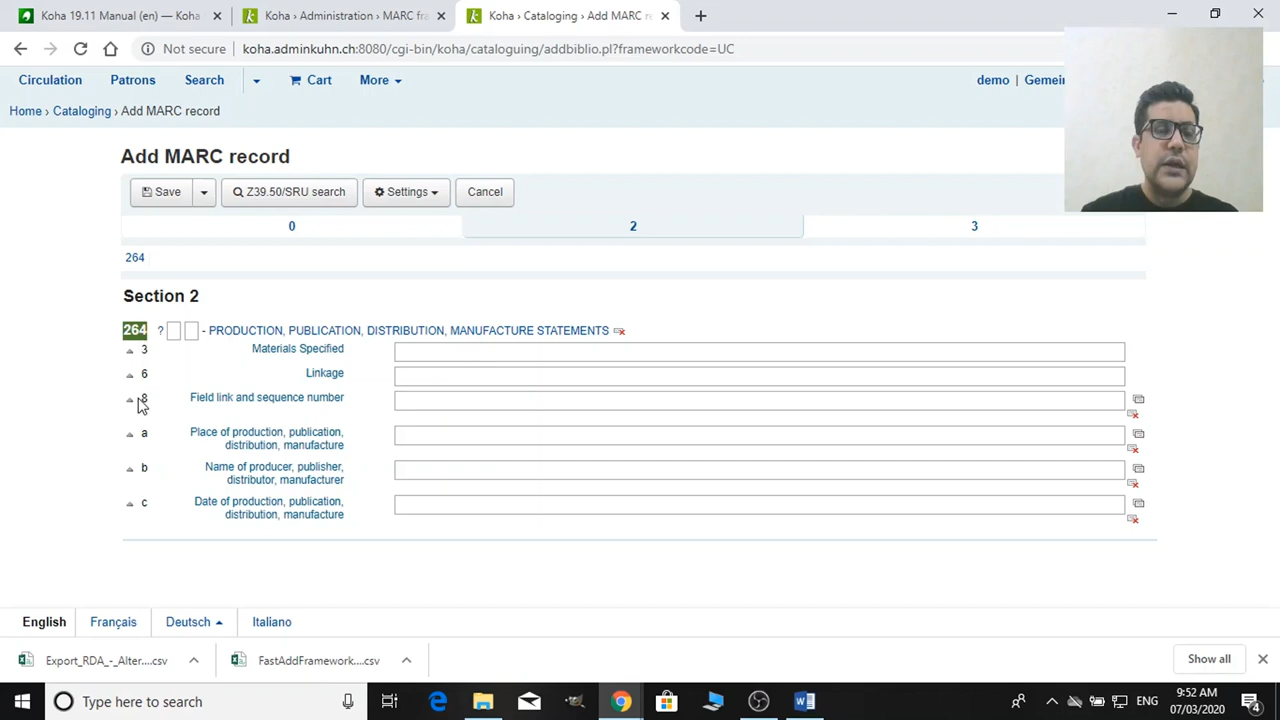 Koha 19.11 Manual (en) — Koha
Koha › Administration › MARC fra
Koha › Cataloging › Add MARC re
Not secure
koha.adminkuhn.ch:8080/cgi-bin/koha/cataloguing/addbiblio.pl?frameworkcode=UC
Circulation Patrons Search Cart More demo | Gemein
Home › Cataloging › Add MARC record
Add MARC record
Save Z39.50/SRU search Settings Cancel
0 2 3
264
Section 2
264 ? - PRODUCTION, PUBLICATION, DISTRIBUTION, MANUFACTURE STATEMENTS
3 Materials Specified
6 Linkage
8 Field link and sequence number
a Place of production, publication,
distribution, manufacture
b Name of producer, publisher,
distributor, manufacturer
c Date of production, publication,
distribution, manufacture
English Français Deutsch Italiano
Export_RDA_-_Alter....csv FastAddFramework....csv Show all
Type here to search
ENG
9:52 AM
07/03/2020
4